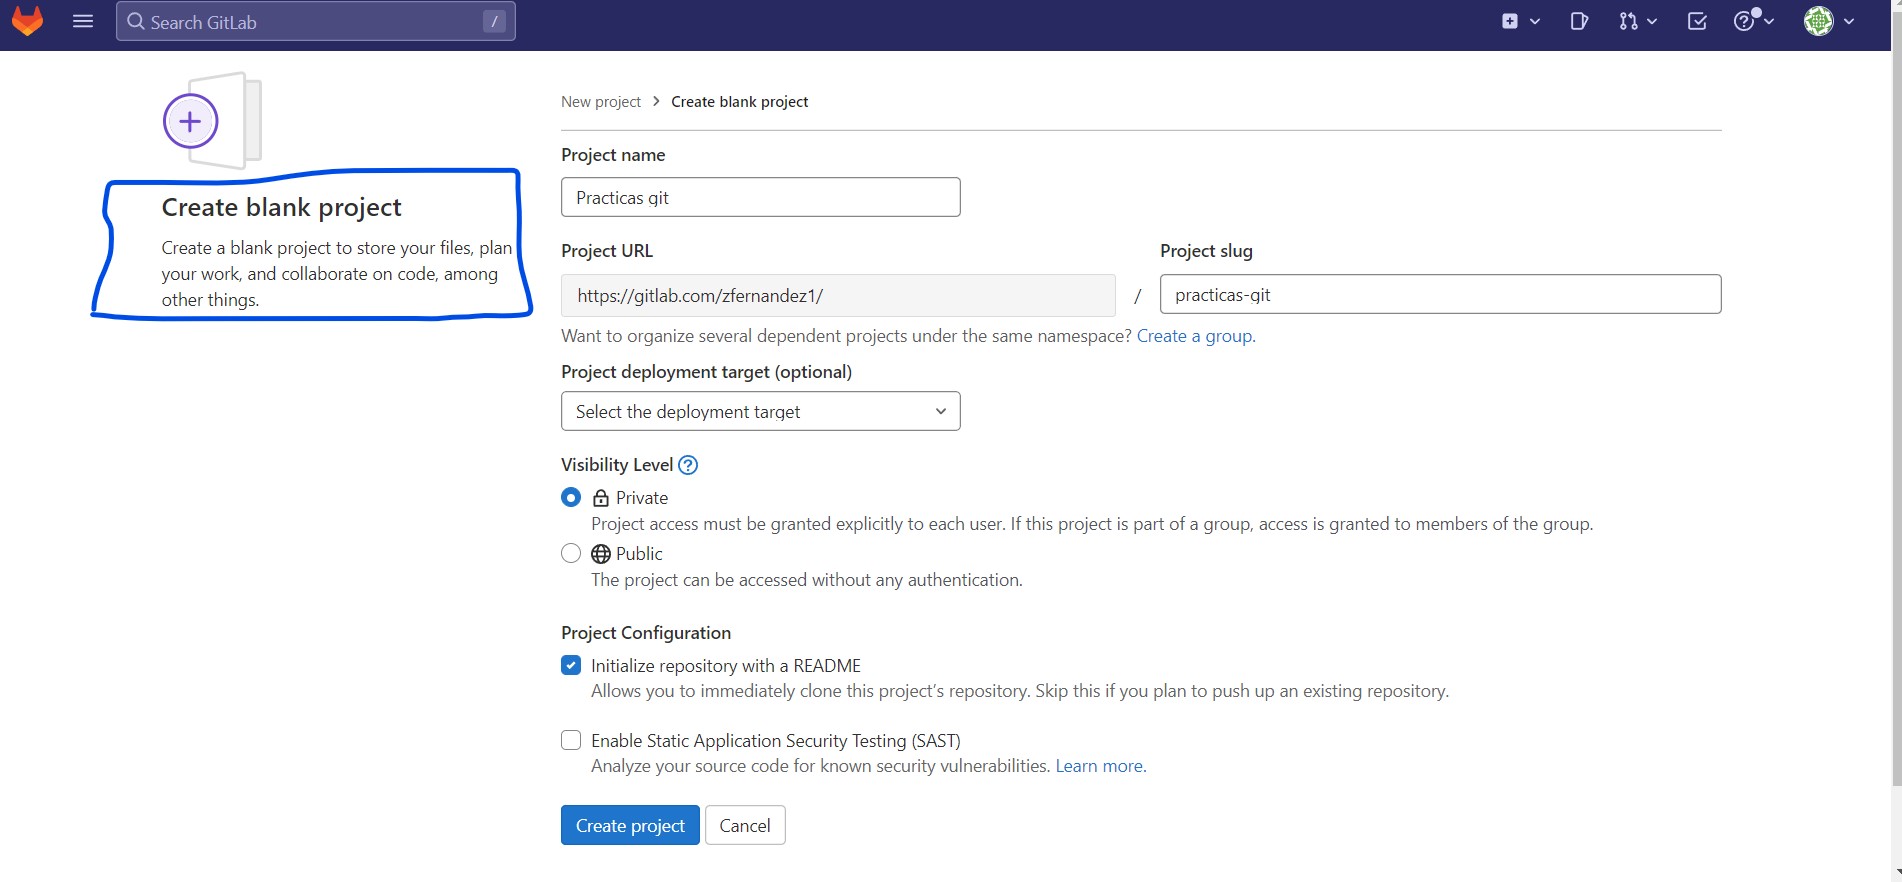 Search GitLab /
Create blank project
Create a blank project to store your files, plan
your work, and collaborate on code, among
other things.
New project > Create blank project
Project name
Practicas git
Project URL
Project slug
https://gitlab.com/zfernandez1/
/
practicas-git
Want to organize several dependent projects under the same namespace? Create a group.
Project deployment target (optional)
Select the deployment target
Visibility Level ?
Private
Project access must be granted explicitly to each user. If this project is part of a group, access is granted to members of the group.
Public
The project can be accessed without any authentication.
Project Configuration
Initialize repository with a README
Allows you to immediately clone this project's repository. Skip this if you plan to push up an existing repository.
Enable Static Application Security Testing (SAST)
Analyze your source code for known security vulnerabilities. Learn more.
Create project Cancel